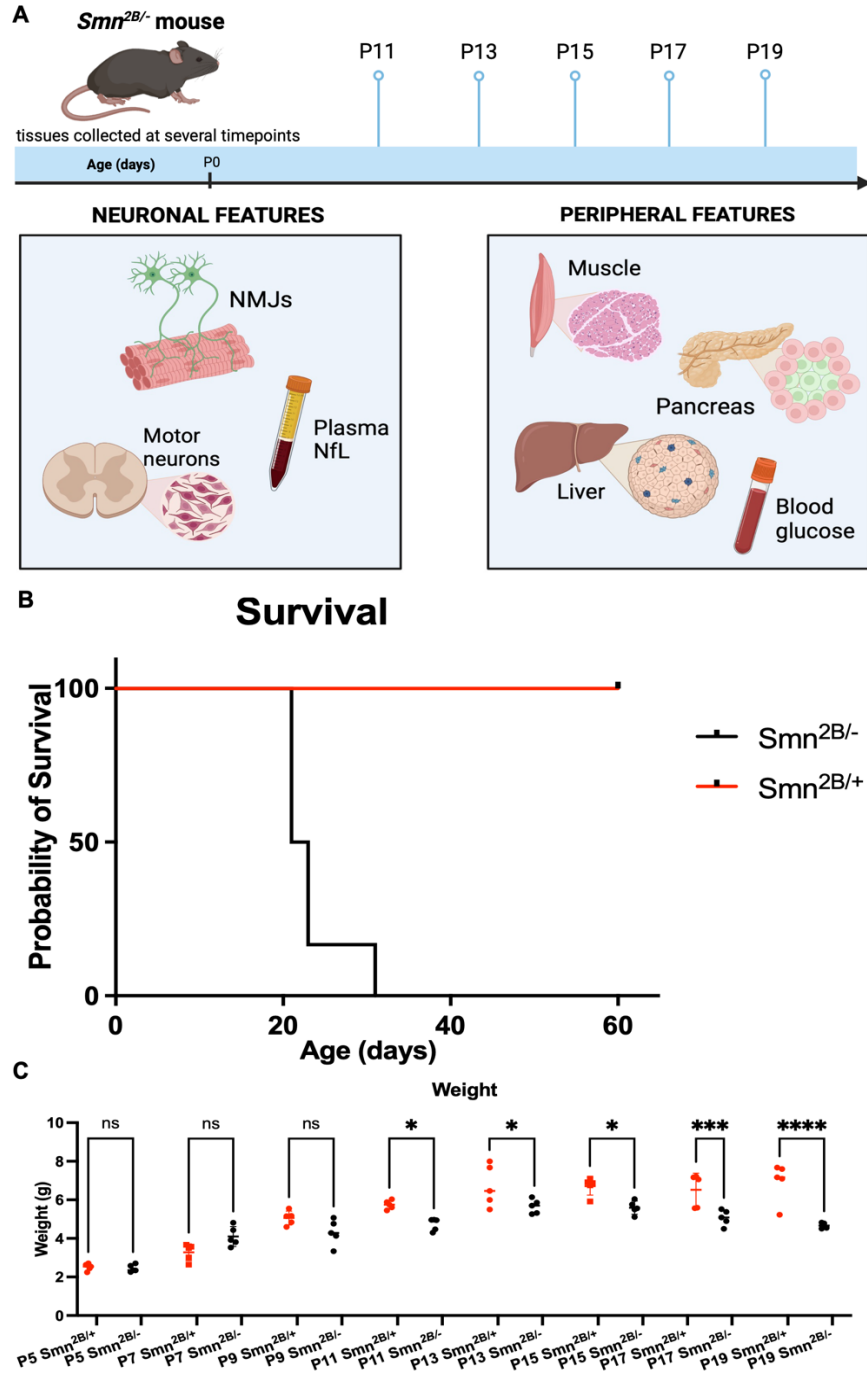 A
Smn2B/- mouse
P11 P13 P15 P17 P19
tissues collected at several timepoints
Age (days) P0
NEURONAL FEATURES
PERIPHERAL FEATURES
NMJs
Motor
neurons
Plasma
NfL
Muscle
Pancreas
Liver
Blood
glucose
B
Survival
Probability of Survival
100
50
0
0 20 40 60
Age (days)
Smn2B/-
Smn2B/+
C
Weight
Weight (g)
10
8
6
4
2
0
ns ns ns * * * *** ****
P5 Smn2B/+
P5 Smn2B/-
P7 Smn2B/+
P7 Smn2B/-
P9 Smn2B/+
P9 Smn2B/-
P11 Smn2B/+
P11 Smn2B/-
P13 Smn2B/+
P13 Smn2B/-
P15 Smn2B/+
P15 Smn2B/-
P17 Smn2B/+
P17 Smn2B/-
P19 Smn2B/+
P19 Smn2B/-